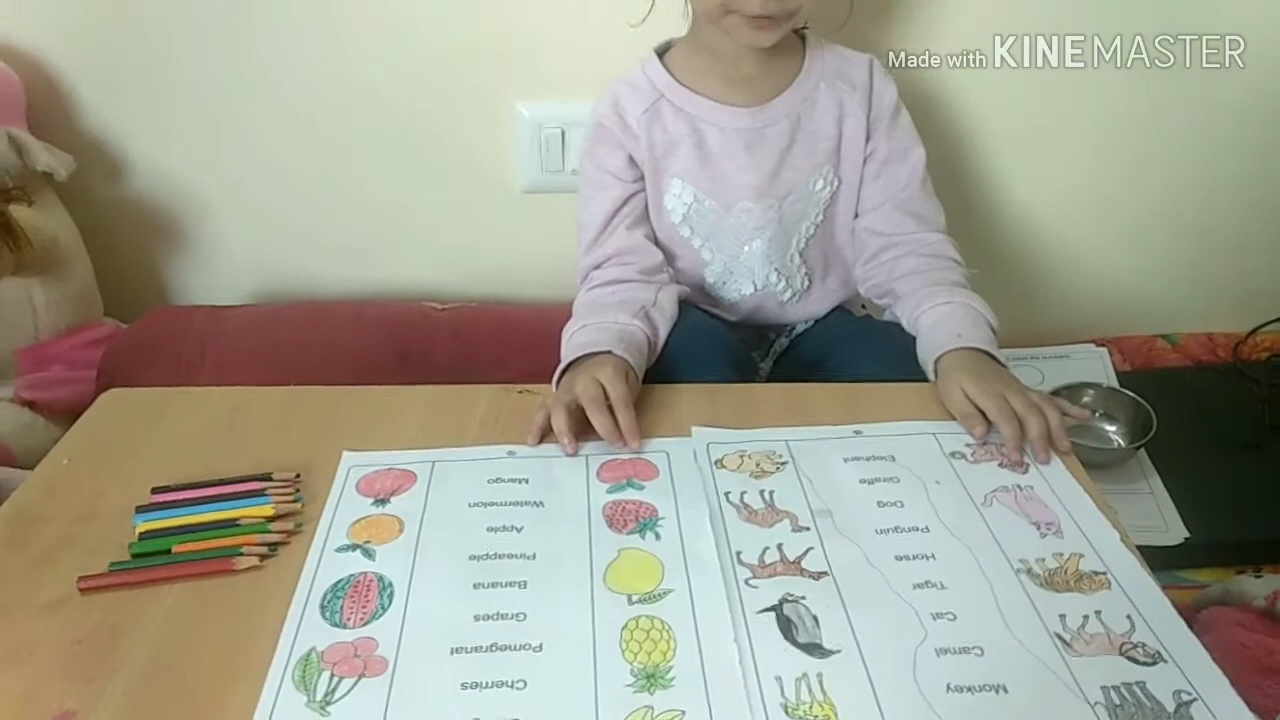 Made with KINEMASTER
Mango
Watermelon
Apple
Pineapple
Banana
Grapes
Pomegranat
Cherries
Elephant
Giraffe
Dog
Penguin
Horse
Tigar
Cat
Camel
Monkey